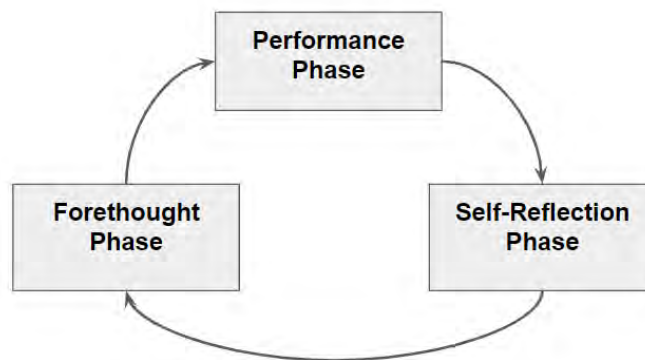 Performance
Phase
Forethought
Phase
Self-Reflection
Phase